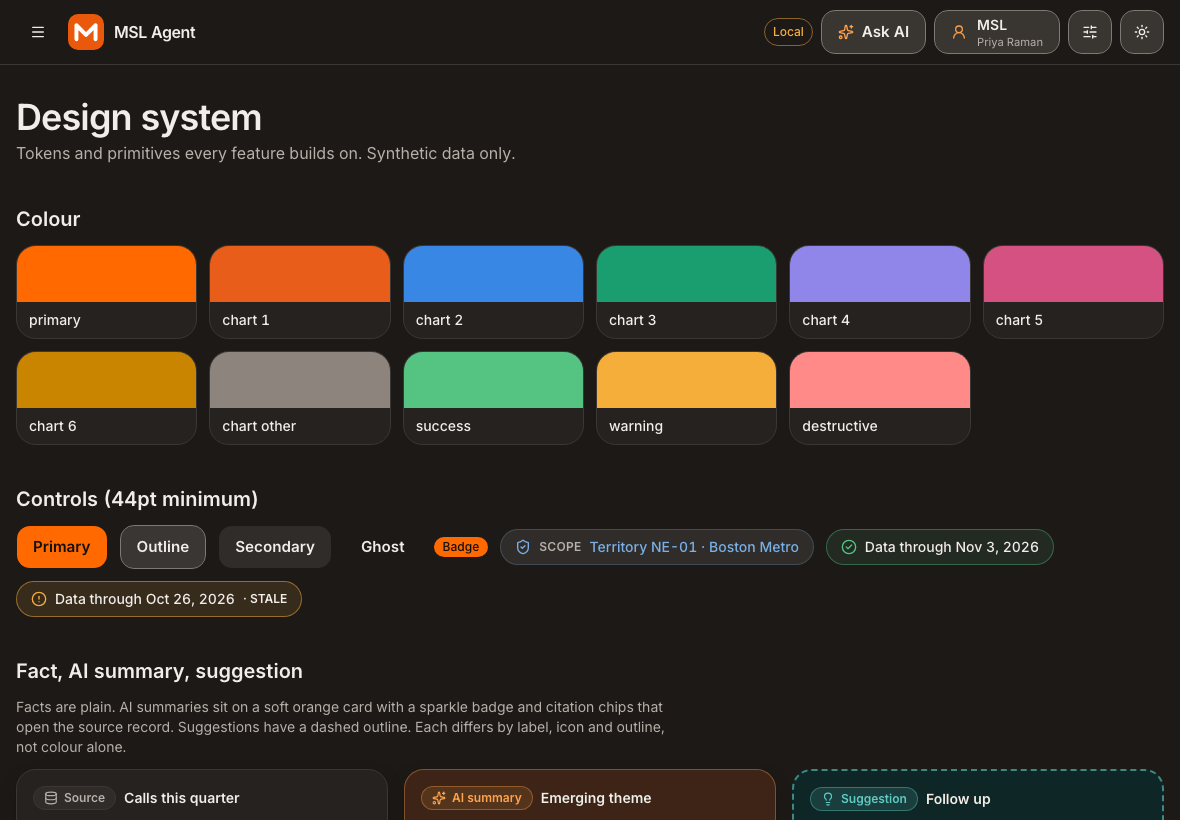 MSL Agent
Local
Ask AI
MSL
Priya Raman
Design system
Tokens and primitives every feature builds on. Synthetic data only.
Colour
primary
chart 1
chart 2
chart 3
chart 4
chart 5
chart 6
chart other
success
warning
destructive
Controls (44pt minimum)
Primary
Outline
Secondary
Ghost
Badge
SCOPE Territory NE-01 · Boston Metro
Data through Nov 3, 2026
Data through Oct 26, 2026 · STALE
Fact, AI summary, suggestion
Facts are plain. AI summaries sit on a soft orange card with a sparkle badge and citation chips that
open the source record. Suggestions have a dashed outline. Each differs by label, icon and outline,
not colour alone.
Source Calls this quarter
AI summary Emerging theme
Suggestion Follow up